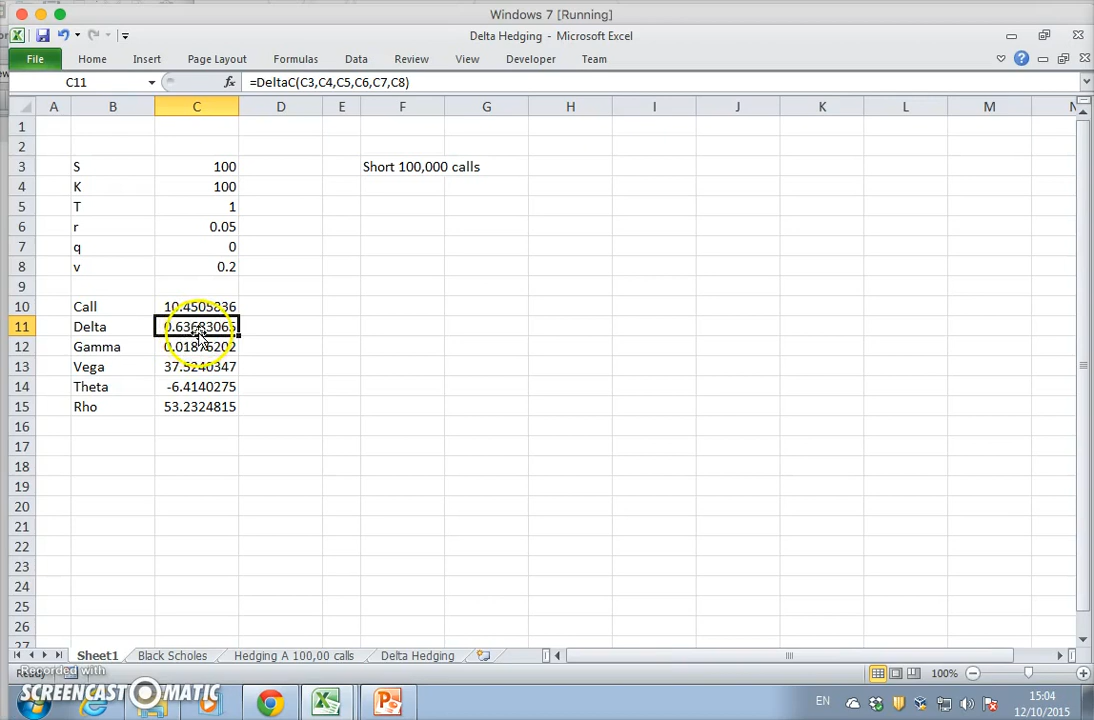 Windows 7 [Running]
Delta Hedging - Microsoft Excel
File Home Insert Page Layout Formulas Data Review View Developer Team
C11 fx =DeltaC(C3,C4,C5,C6,C7,C8)
A B C D E F G H I J K L M
1
2
3 S 100 Short 100,000 calls
4 K 100
5 T 1
6 r 0.05
7 q 0
8 v 0.2
9
10 Call 10.4505836
11 Delta 0.63683065
12 Gamma 0.01876202
13 Vega 37.5240347
14 Theta -6.4140275
15 Rho 53.2324815
16
17
18
19
20
21
22
23
24
25
26
27
Sheet1 Black Scholes Hedging A 100,00 calls Delta Hedging
100%
Recorded with
SCREENCAST-O-MATIC
EN 15:04
12/10/2015